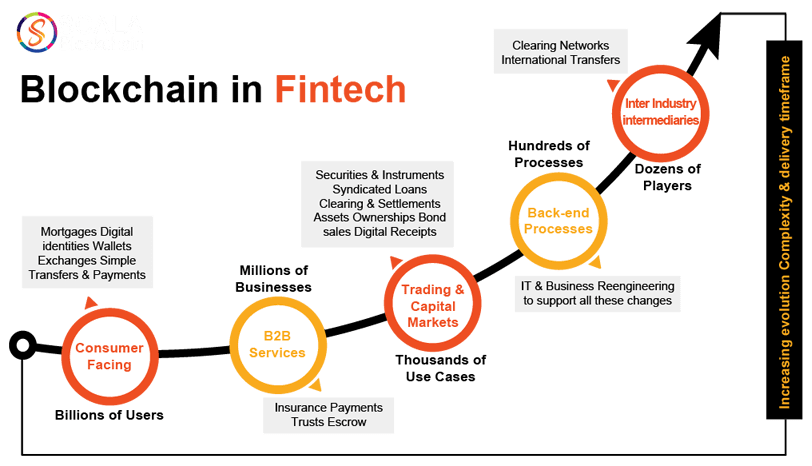 Blockchain in Fintech
Clearing Networks
International Transfers
Inter Industry
intermediaries
Dozens of
Players
Hundreds of
Processes
Back-end
Processes
IT & Business Reengineering
to support all these changes
Securities & Instruments
Syndicated Loans
Clearing & Settlements
Assets Ownerships Bond
sales Digital Receipts
Trading &
Capital
Markets
Thousands of
Use Cases
Millions of
Businesses
B2B
Services
Insurance Payments
Trusts Escrow
Mortgages Digital
identities Wallets
Exchanges Simple
Transfers & Payments
Consumer
Facing
Billions of Users
Increasing evolution Complexity & delivery timeframe